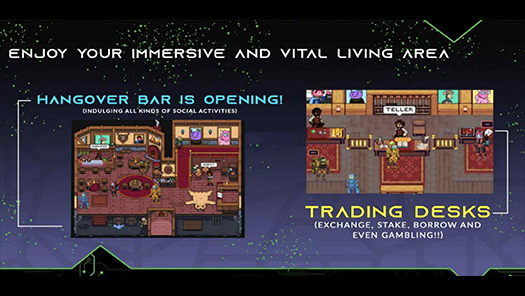 ENJOY YOUR IMMERSIVE AND VITAL LIVING AREA
HANGOVER BAR IS OPENING!
(INDULGING ALL KINDS OF SOCIAL ACTIVITIES)
TELLER
TRADING DESKS
(EXCHANGE, STAKE, BORROW AND
EVEN GAMBLING!!)